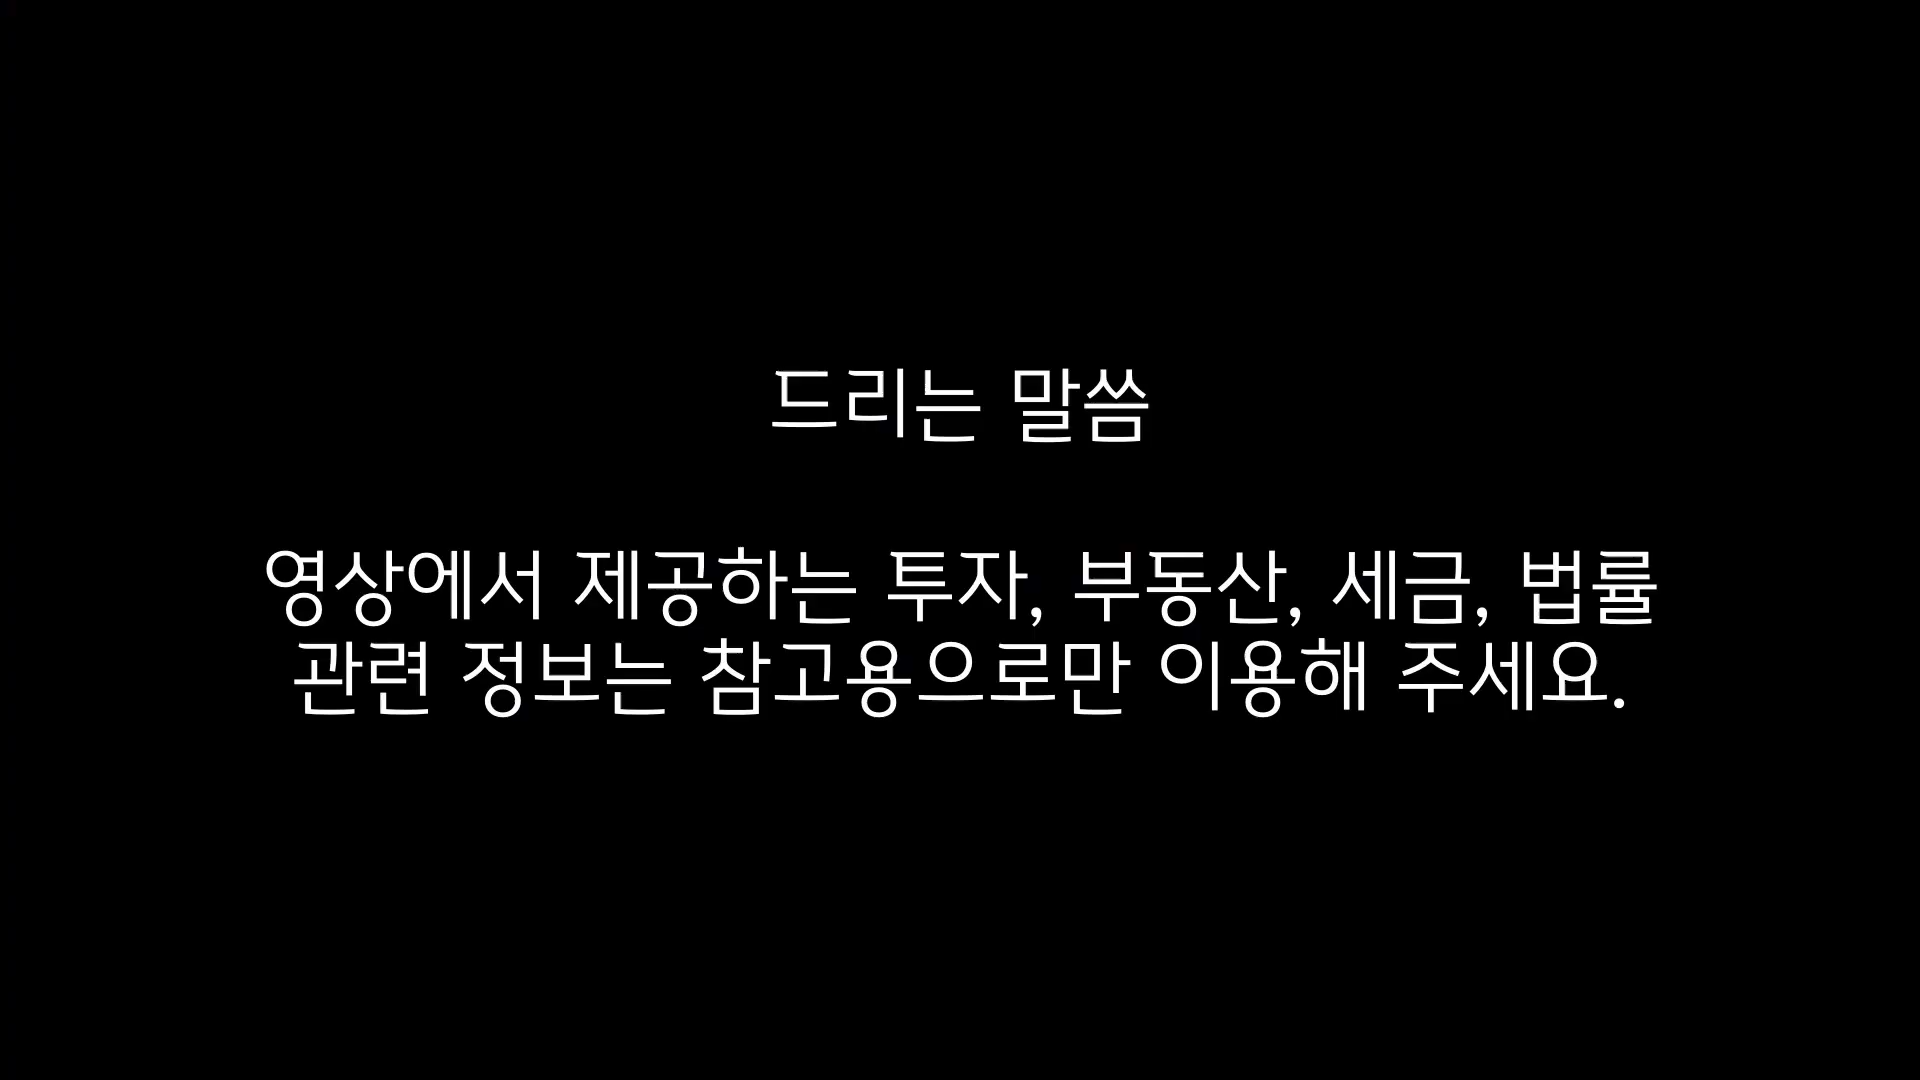 드리는 말씀
영상에서 제공하는 투자, 부동산, 세금, 법률
관련 정보는 참고용으로만 이용해 주세요.